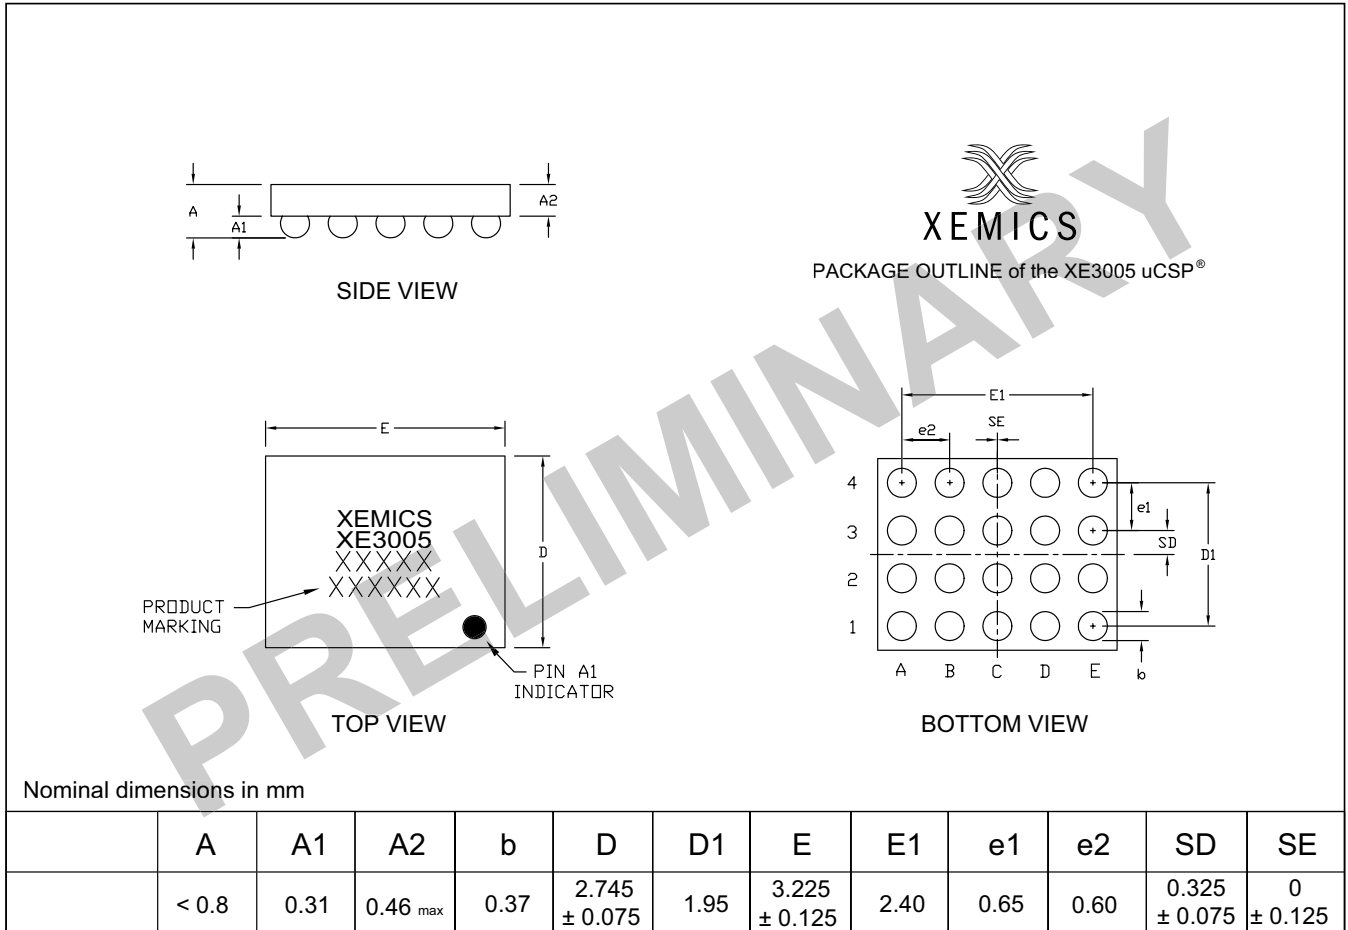 A
A1
A2
SIDE VIEW
XEMICS
PACKAGE OUTLINE of the XE3005 uCSP®
E
D
XEMICS
XE3005
XXXXX
XXXXXX
PRODUCT
MARKING
PIN A1
INDICATOR
TOP VIEW
E1
SE
e2
4
3
2
1
e1
SD
D1
b
A B C D E
BOTTOM VIEW
PRELIMINARY
Nominal dimensions in mm
A A1 A2 b D D1 E E1 e1 e2 SD SE
< 0.8 0.31 0.46 max 0.37 2.745 ± 0.075 1.95 3.225 ± 0.125 2.40 0.65 0.60 0.325 ± 0.075 0 ± 0.125